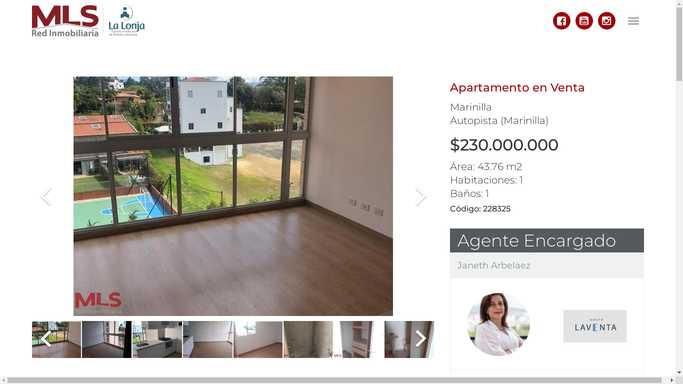 MLS
Red Inmobiliaria
La Lonja
Apartamento en Venta
Marinilla
Autopista (Marinilla)
$230.000.000
Área: 43.76 m2
Habitaciones: 1
Baños: 1
Código: 228325
Agente Encargado
Janeth Arbelaez
MLS
LAVENTA